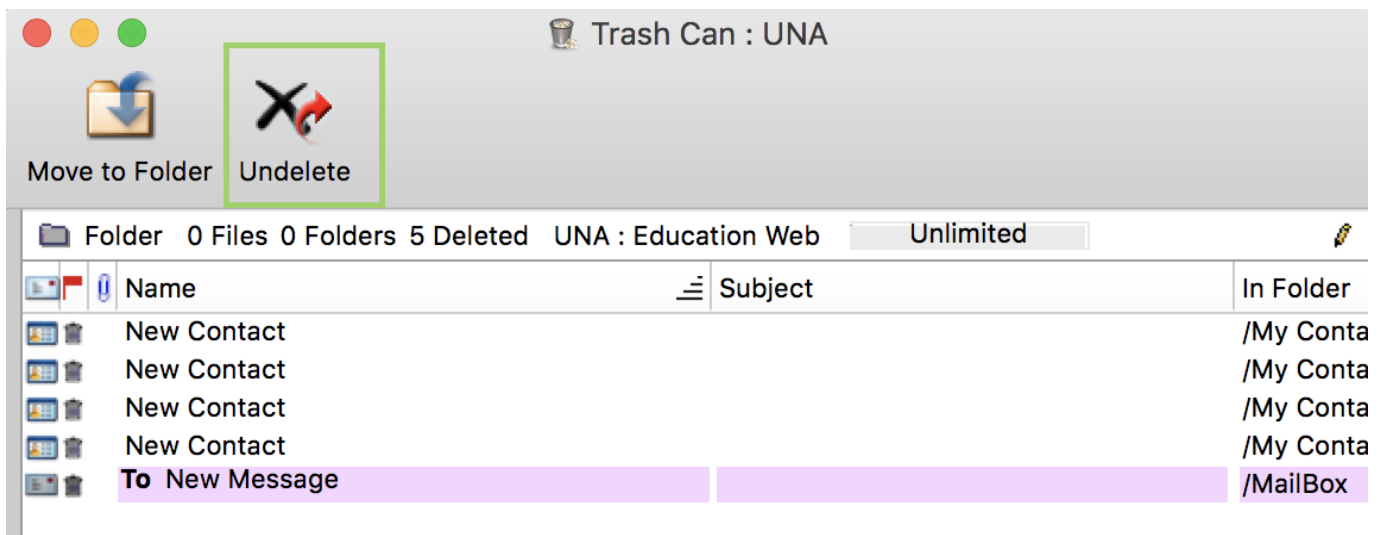 Trash Can : UNA
Move to Folder Undelete
Folder 0 Files 0 Folders 5 Deleted UNA : Education Web Unlimited
Name Subject In Folder
New Contact /My Conta
New Contact /My Conta
New Contact /My Conta
New Contact /My Conta
To New Message /MailBox